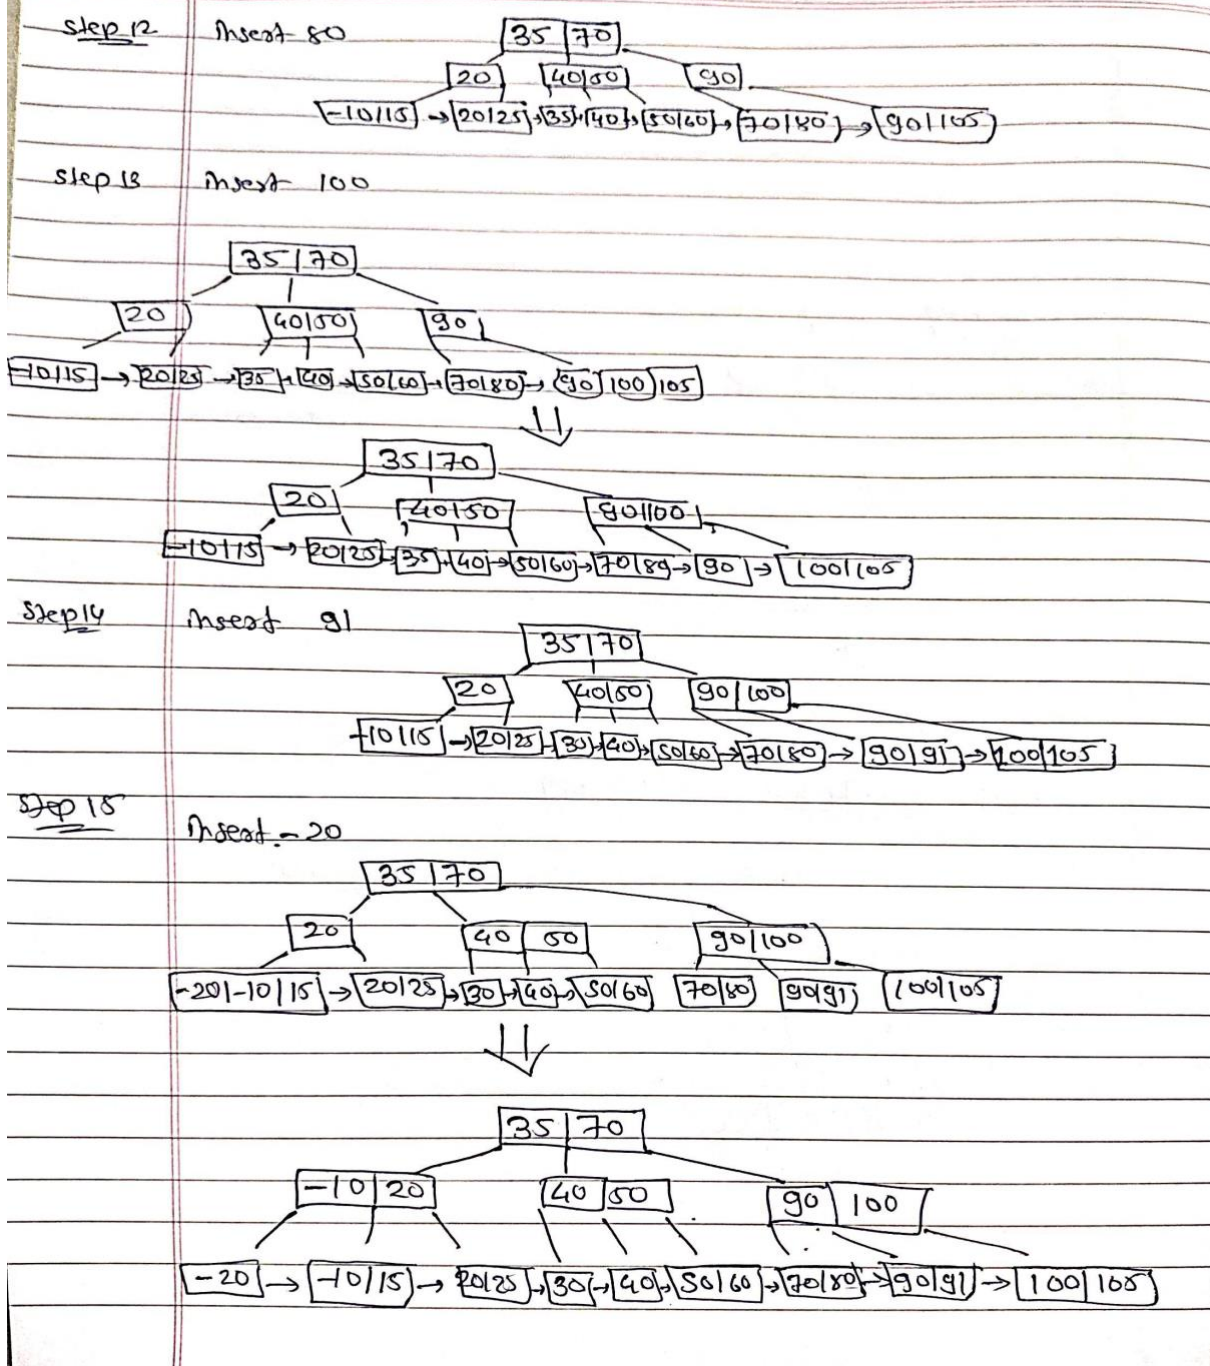 Step 12 Insert 80
35 | 70
20 40|50 90
-10|15 → 20|25 → 35 → 40 → 50|60 → 70|80 → 90|105
Step 13 insert 100
35 | 70
20 40|50 90
-10|15 → 20|25 → 35 → 40 → 50|60 → 70|80 → 90|100|105
⇓
35|70
20 40|50 90|100
-10|15 → 20|25 → 35 → 40 → 50|60 → 70|80 → 90 → 100|105
Step 14 insert 91
35|70
20 40|50 90|100
-10|15 → 20|25 → 30 → 40 → 50|60 → 70|80 → 90|91 → 100|105
Step 15
Insert -20
35|70
20 40|50 90|100
-20|-10|15 → 20|25 → 30 → 40 → 50|60 70|80 90|91 100|105
⇓
35|70
-10|20 40|50 90|100
-20 → -10|15 → 20|25 → 30 → 40 → 50|60 → 70|80 → 90|91 → 100|105